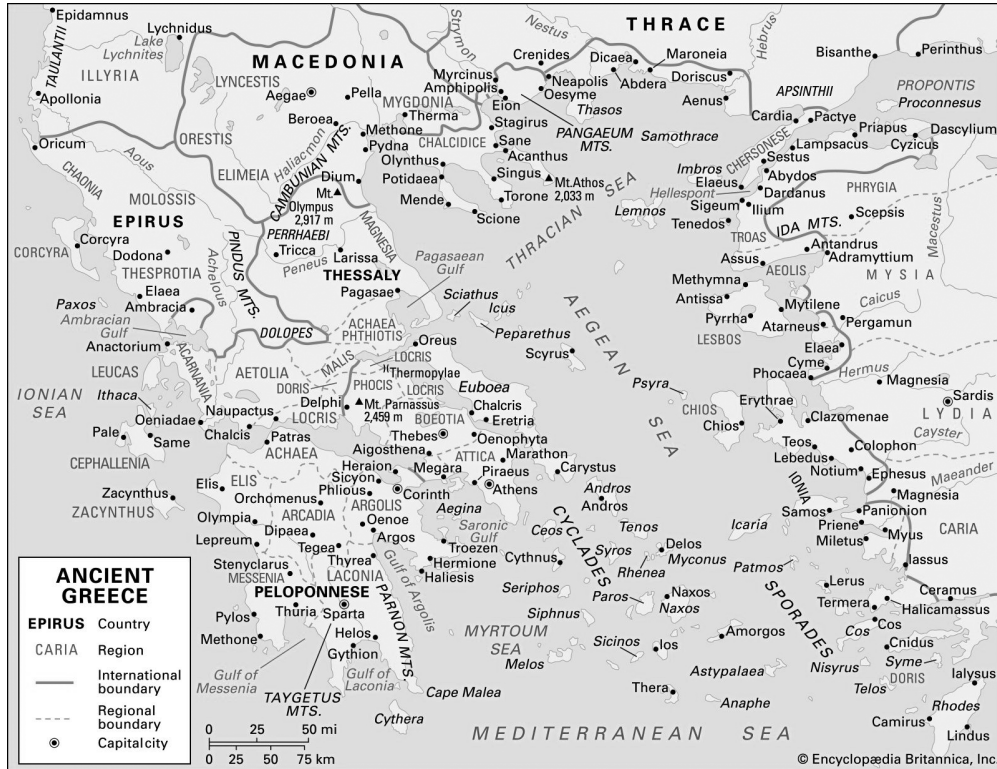 Epidamnus
Lychnidus
Lake
Lychnites
TAULANTII
ILLYRIA
Apollonia
Oricum
MACEDONIA
LYNCESTIS
Aegae
Pella
Beroea
MYGDONIA
Therma
ORESTIS
ELIMEIA
Haliacmon
CAMBUNIAN MTS.
Methone
Pydna
Dium
Mt.
Olympus
2,917 m
Strymon
Nestus
THRACE
Hebrus
Crenides
Dicaea
Maroneia
Myrcinus
Amphipolis
Neapolis
Oesyme
Abdera
Doriscus
Eion
Thasos
Aenus
Stagirus
PANGAEUM
MTS.
Samothrace
CHALCIDICE
Sane
Acanthus
Olynthus
Potidaea
Singus
Mt.Athos
2,033 m
Mende
Torone
Scione
Bisanthe
Perinthus
PROPONTIS
Proconnesus
APSINTHII
Cardia
Pactye
Priapus
Dascylium
Cyzicus
Lampsacus
CHERSONESE
Sestus
Abydos
Imbros
Elaeus
Hellespont
Dardanus
PHRYGIA
Sigeum
Ilium
Lemnos
Tenedos
Scepsis
TROAS
IDA MTS.
Macestus
Antandrus
Adramyttium
Assus
AEOLIS
MYSIA
Methymna
Antissa
Mytilene
Caicus
Pyrrha
Atarneus
Pergamun
LESBOS
Elaea
Cyme
Phocaea
Hermus
Magnesia
Sardis
LYDIA
Psyra
Erythrae
CHIOS
Chios
Clazomenae
Cayster
Teos
Colophon
Lebedus
Notium
Ephesus
Maeander
IONIA
Magnesia
Samos
Panionion
CARIA
Icaria
Priene
Miletus
Myus
Patmos
Iassus
Lerus
Ceramus
Termera
Halicarnassus
SPORADES
Cos
Cos
Cnidus
Nisyrus
Syme
DORIS
Telos
Ialysus
Rhodes
Camirus
Lindus
Aous
CHAONIA
MOLOSSIS
EPIRUS
Corcyra
CORCYRA
Dodona
THESPROTIA
Achelous
PINDUS MTS.
PERRHAEBI
Tricca
Peneus
Larissa
MAGNESIA
THESSALY
Pagasae
Pagasaean
Gulf
THRACIAN SEA
AEGEAN SEA
Elaea
Paxos
Ambracia
Ambracian
Gulf
Anactorium
DOLOPES
ACHAEA
PHTHIOTIS
Sciathus
Icus
Peparethus
Scyrus
Oreus
LEUCAS
ACARNANIA
AETOLIA
MALIS
LOCRIS
Thermopylae
DORIS
PHOCIS
LOCRIS
Euboea
Delphi
Mt. Parnassus
2,459 m
BOEOTIA
Chalcris
Eretria
IONIAN
SEA
Ithaca
Oeniadae
Naupactus
LOCRIS
Thebes
Oenophyta
Pale
Same
Chalcis
Patras
ACHAEA
Aigosthena
ATTICA
Marathon
CEPHALLENIA
Heraion
Megara
Piraeus
Athens
Carystus
Sicyon
Phlious
Corinth
Zacynthus
ZACYNTHUS
Elis
ELIS
Orchomenus
ARGOLIS
Aegina
Saronic
Gulf
Andros
Andros
Ceos
ARCADIA
Olympia
Oenoe
Argos
Dipaea
Lepreum
Tegea
Troezen
Hermione
Haliesis
Thyrea
Gulf of Argolis
CYCLADES
Tenos
Delos
Myconus
Syros
Rhenea
Cythnus
Seriphos
Paros
Naxos
Naxos
Siphnus
Stenyclarus
MESSENIA
LACONIA
PELOPONNESE
PARNON MTS.
Thuria
Sparta
Pylos
Methone
Helos
Gythion
Gulf of
Messenia
Gulf of
Laconia
TAYGETUS
MTS.
Cape Malea
Cythera
MYRTOUM
SEA
Melos
Sicinos
Ios
Amorgos
Astypalaea
Thera
Anaphe
MEDITERRANEAN SEA
ANCIENT
GREECE
EPIRUS Country
CARIA Region
International
boundary
Regional
boundary
Capital city
0 25 50 mi
0 25 50 75 km
© Encyclopædia Britannica, Inc.